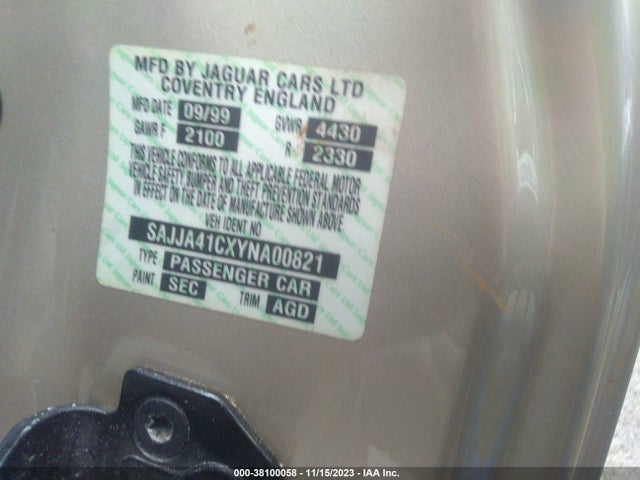 MFD BY JAGUAR CARS LTD
COVENTRY ENGLAND
MFD DATE 09/99 GVWR 4430
GAWR F 2100 R 2330
THIS VEHICLE CONFORMS TO ALL APPLICABLE FEDERAL MOTOR
VEHICLE SAFETY BUMPER AND THEFT PREVENTION STANDARDS
IN EFFECT ON THE DATE OF MANUFACTURE SHOWN ABOVE
VEH IDENT NO
SAJJA41CXYNA00821
TYPE PASSENGER CAR
PAINT SEC TRIM AGD
000-38100058 - 11/15/2023 - IAA Inc.